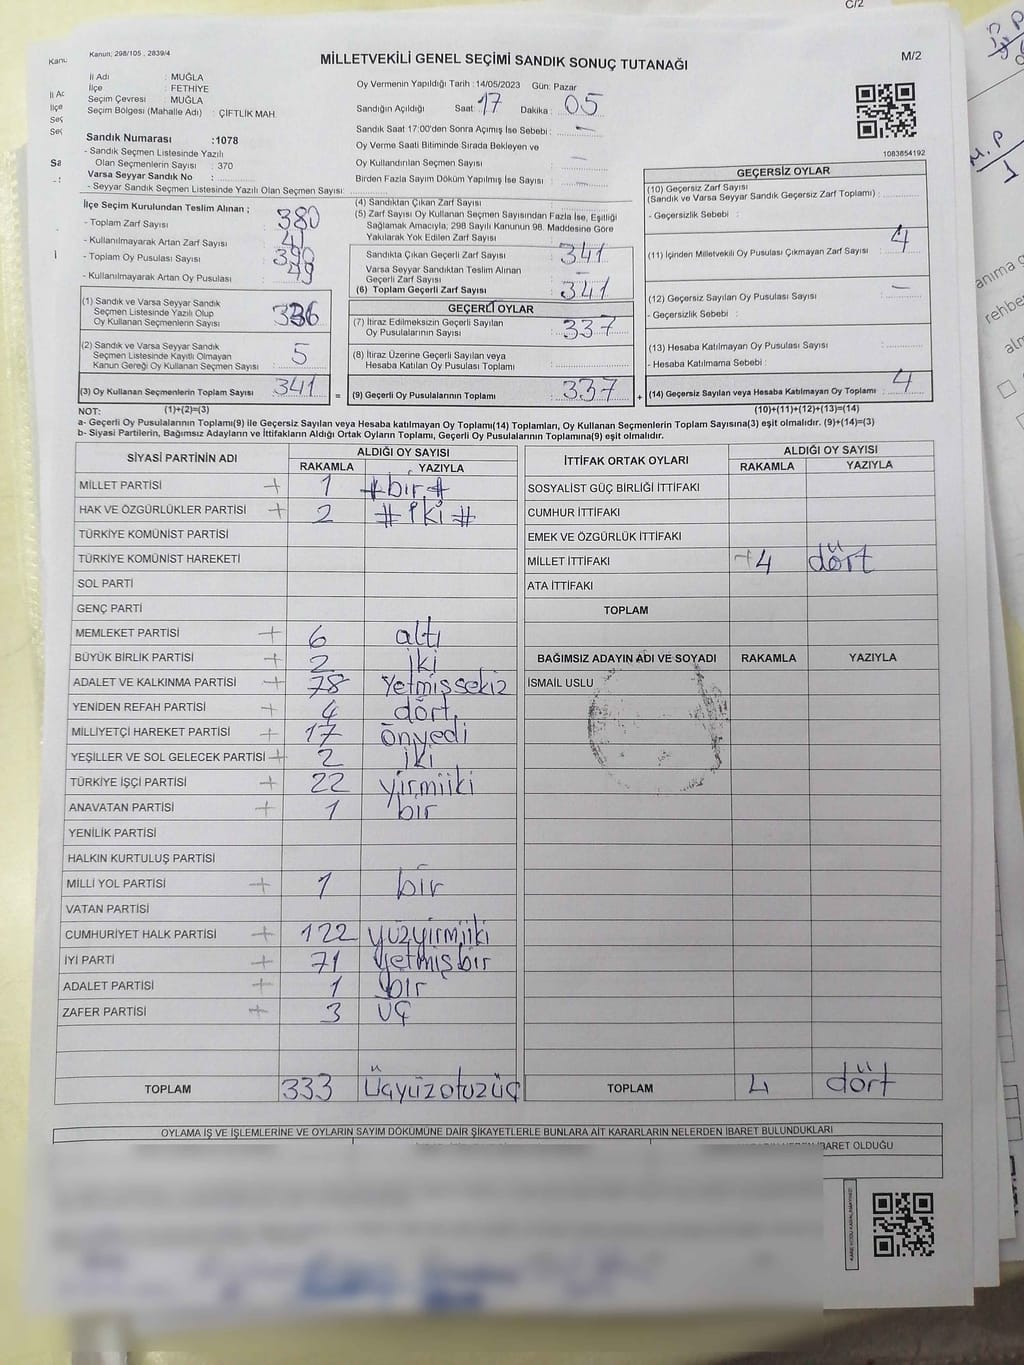 C/2
Kanun: 298/105 , 2839/4
MİLLETVEKİLİ GENEL SEÇİMİ SANDIK SONUÇ TUTANAĞI
M/2
İl Adı : MUĞLA
İlçe : FETHİYE
Seçim Çevresi : MUĞLA
Seçim Bölgesi (Mahalle Adı) : ÇİFTLİK MAH.
Sandık Numarası :1078
- Sandık Seçmen Listesinde Yazılı
Olan Seçmenlerin Sayısı : 370
Varsa Seyyar Sandık No :
- Seyyar Sandık Seçmen Listesinde Yazılı Olan Seçmen Sayısı:
Oy Vermenin Yapıldığı Tarih : 14/05/2023 Gün: Pazar
Sandığın Açıldığı Saat: 17 Dakika : 05
Sandık Saat 17:00'den Sonra Açımış İse Sebebi : —
Oy Verme Saati Bitiminde Sırada Bekleyen ve
Oy Kullandırılan Seçmen Sayısı : —
Birden Fazla Sayım Döküm Yapılmış İse Sayısı : —
1083854192
İlçe Seçim Kurulundan Teslim Alınan ;
- Toplam Zarf Sayısı : 380
- Kullanılmayarak Artan Zarf Sayısı : 41
- Toplam Oy Pusulası Sayısı : 390
- Kullanılmayarak Artan Oy Pusulası : 49
(1) Sandık ve Varsa Seyyar Sandık
Seçmen Listesinde Yazılı Olup
Oy Kullanan Seçmenlerin Sayısı : 336
(2) Sandık ve Varsa Seyyar Sandık
Seçmen Listesinde Kayıtlı Olmayan
Kanun Gereği Oy Kullanan Seçmen Sayısı : 5
(3) Oy Kullanan Seçmenlerin Toplam Sayısı : 341
(4) Sandıktan Çıkan Zarf Sayısı :
(5) Zarf Sayısı Oy Kullanan Seçmen Sayısından Fazla İse, Eşitliği
Sağlamak Amacıyla; 298 Sayılı Kanunun 98. Maddesine Göre
Yakılarak Yok Edilen Zarf Sayısı :
Sandıkta Çıkan Geçerli Zarf Sayısı : 341
Varsa Seyyar Sandıktan Teslim Alınan
Geçerli Zarf Sayısı : —
(6) Toplam Geçerli Zarf Sayısı : 341
GEÇERLİ OYLAR
(7) İtiraz Edilmeksizin Geçerli Sayılan
Oy Pusulalarının Sayısı : 337
(8) İtiraz Üzerine Geçerli Sayılan veya
Hesaba Katılan Oy Pusulası Toplamı :
= (9) Geçerli Oy Pusulalarının Toplamı : 337 +
GEÇERSİZ OYLAR
(10) Geçersiz Zarf Sayısı
(Sandık ve Varsa Seyyar Sandık Geçersiz Zarf Toplamı) :
- Geçersizlik Sebebi :
(11) İçinden Milletvekili Oy Pusulası Çıkmayan Zarf Sayısı : 4
(12) Geçersiz Sayılan Oy Pusulası Sayısı : —
- Geçersizlik Sebebi :
(13) Hesaba Katılmayan Oy Pusulası Sayısı :
- Hesaba Katılmama Sebebi :
(14) Geçersiz Sayılan veya Hesaba Katılmayan Oy Toplamı : 4
NOT: (1)+(2)=(3)
(10)+(11)+(12)+(13)=(14)
a- Geçerli Oy Pusulalarının Toplamı(9) ile Geçersiz Sayılan veya Hesaba katılmayan Oy Toplamı(14) Toplamları, Oy Kullanan Seçmenlerin Toplam Sayısına(3) eşit olmalıdır. (9)+(14)=(3)
b- Siyasi Partilerin, Bağımsız Adayların ve İttifakların Aldığı Ortak Oyların Toplamı, Geçerli Oy Pusulalarının Toplamına(9) eşit olmalıdır.
SİYASİ PARTİNİN ADI ALDIĞI OY SAYISI
RAKAMLA YAZIYLA
MİLLET PARTİSİ + 1 # bir #
HAK VE ÖZGÜRLÜKLER PARTİSİ + 2 # iki #
TÜRKİYE KOMÜNİST PARTİSİ
TÜRKİYE KOMÜNİST HAREKETİ
SOL PARTİ
GENÇ PARTİ
MEMLEKET PARTİSİ + 6 altı
BÜYÜK BİRLİK PARTİSİ + 2 iki
ADALET VE KALKINMA PARTİSİ + 78 Yetmişsekiz
YENİDEN REFAH PARTİSİ + 4 dört
MİLLİYETÇİ HAREKET PARTİSİ + 17 önyedi
YEŞİLLER VE SOL GELECEK PARTİSİ + 2 iki
TÜRKİYE İŞÇİ PARTİSİ + 22 yirmiiki
ANAVATAN PARTİSİ + 1 bir
YENİLİK PARTİSİ
HALKIN KURTULUŞ PARTİSİ
MİLLİ YOL PARTİSİ + 1 bir
VATAN PARTİSİ
CUMHURİYET HALK PARTİSİ + 122 yüzyirmiiki
İYİ PARTİ + 71 yetmişbir
ADALET PARTİSİ + 1 bir
ZAFER PARTİSİ + 3 üç
TOPLAM 333 Üçyüzotuzüç
İTTİFAK ORTAK OYLARI ALDIĞI OY SAYISI
RAKAMLA YAZIYLA
SOSYALİST GÜÇ BİRLİĞİ İTTİFAKI
CUMHUR İTTİFAKI
EMEK VE ÖZGÜRLÜK İTTİFAKI
MİLLET İTTİFAKI + 4 dört
ATA İTTİFAKI
TOPLAM
BAĞIMSIZ ADAYIN ADI VE SOYADI RAKAMLA YAZIYLA
İSMAİL USLU
TOPLAM 4 dört
OYLAMA İŞ VE İŞLEMLERİNE VE OYLARIN SAYIM DÖKÜMÜNE DAİR ŞİKAYETLERLE BUNLARA AİT KARARLARIN NELERDEN İBARET BULUNDUKLARI
İBARET OLDUĞU